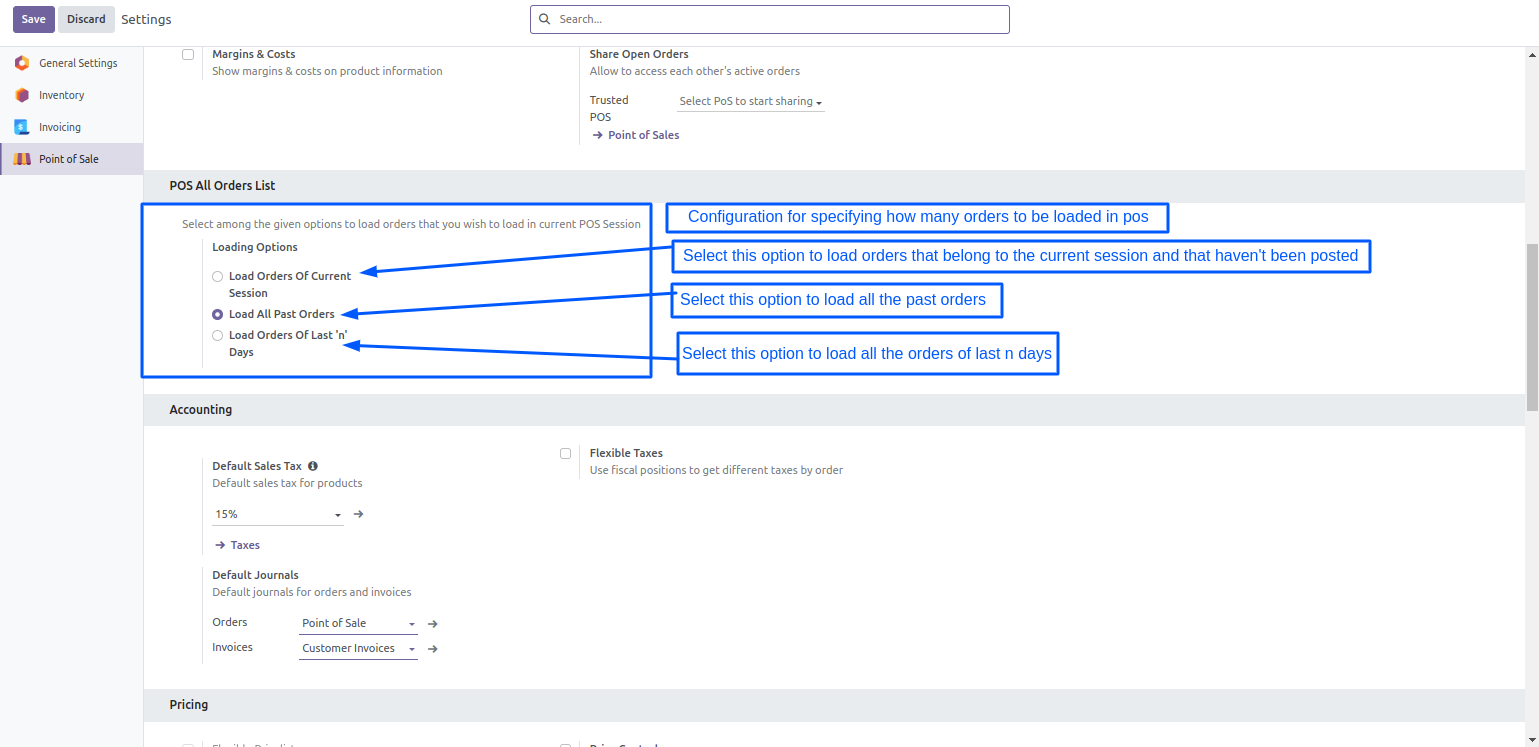 Save Discard Settings
Search...
General Settings
Inventory
Invoicing
Point of Sale
Margins & Costs
Show margins & costs on product information
Share Open Orders
Allow to access each other's active orders
Trusted
POS
Select PoS to start sharing
Point of Sales
POS All Orders List
Select among the given options to load orders that you wish to load in current POS Session
Loading Options
Load Orders Of Current
Session
Load All Past Orders
Load Orders Of Last 'n'
Days
Configuration for specifying how many orders to be loaded in pos
Select this option to load orders that belong to the current session and that haven't been posted
Select this option to load all the past orders
Select this option to load all the orders of last n days
Accounting
Default Sales Tax
Default sales tax for products
15%
Taxes
Flexible Taxes
Use fiscal positions to get different taxes by order
Default Journals
Default journals for orders and invoices
Orders Point of Sale
Invoices Customer Invoices
Pricing